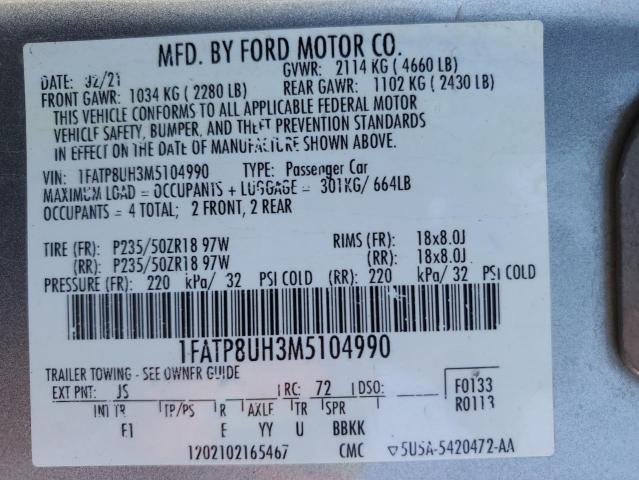 MFD. BY FORD MOTOR CO.
DATE: 02/21 GVWR: 2114 KG ( 4660 LB)
FRONT GAWR: 1034 KG ( 2280 LB) REAR GAWR: 1102 KG ( 2430 LB)
THIS VEHICLE CONFORMS TO ALL APPLICABLE FEDERAL MOTOR
VEHICLE SAFETY, BUMPER, AND THEFT PREVENTION STANDARDS
IN EFFECT ON THE DATE OF MANUFACTURE SHOWN ABOVE.
VIN: 1FATP8UH3M5104990 TYPE: Passenger Car
MAXIMUM LOAD = OCCUPANTS + LUGGAGE = 301KG/ 664LB
OCCUPANTS = 4 TOTAL; 2 FRONT, 2 REAR
TIRE (FR): P235/50ZR18 97W RIMS (FR): 18x8.0J
(RR): P235/50ZR18 97W (RR): 18x8.0J
PRESSURE (FR): 220 kPa/ 32 PSI COLD (RR): 220 kPa/ 32 PSI COLD
1FATP8UH3M5104990
TRAILER TOWING - SEE OWNER GUIDE
EXT PNT: JS RC: 72 DSO: F0133
INT TR TP/PS R AXLE TR SPR R0113
E YY U BBKK
1202102165467 CMC ▽5USA-5420472-AA